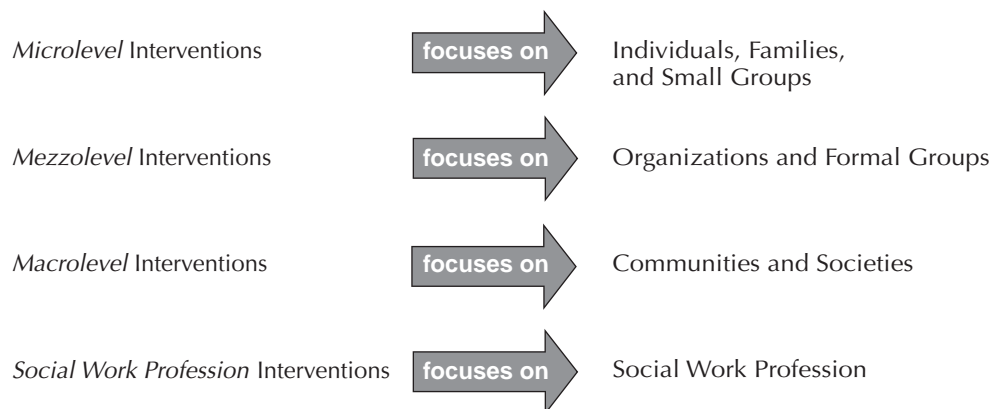 Microlevel Interventions focuses on Individuals, Families,
and Small Groups
Mezzolevel Interventions focuses on Organizations and Formal Groups
Macrolevel Interventions focuses on Communities and Societies
Social Work Profession Interventions focuses on Social Work Profession